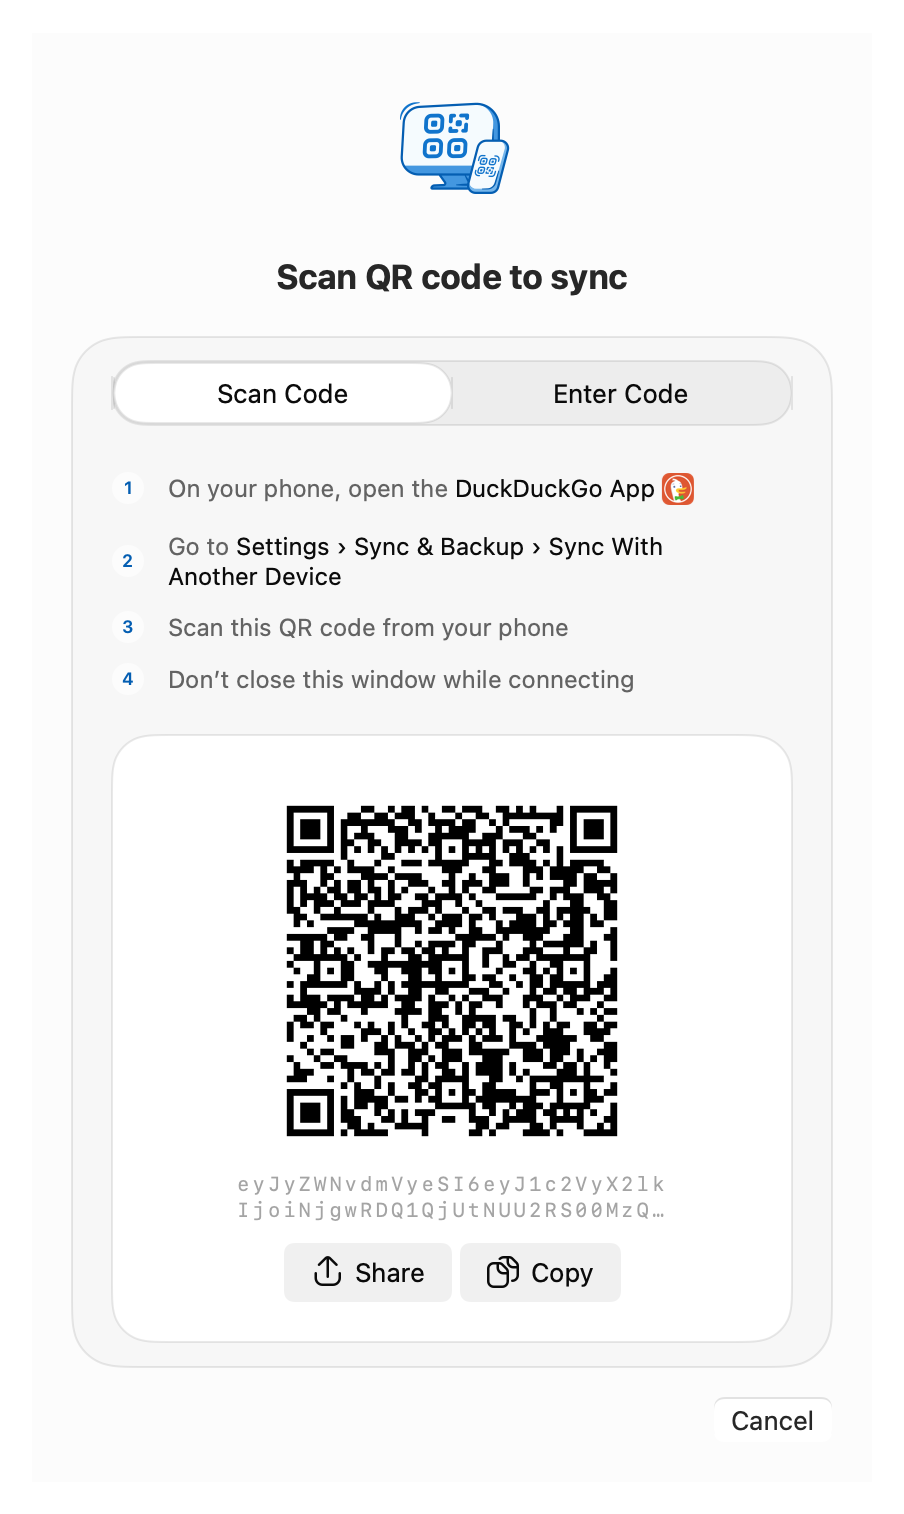 Scan QR code to sync
Scan Code
Enter Code
1 On your phone, open the DuckDuckGo App
2 Go to Settings › Sync & Backup › Sync With
Another Device
3 Scan this QR code from your phone
4 Don’t close this window while connecting
eyJyZWNvdmVyeSI6eyJ1c2VyX2lk
IjoiNjgwRDQ1QjUtNUU2RS00MzQ…
Share
Copy
Cancel